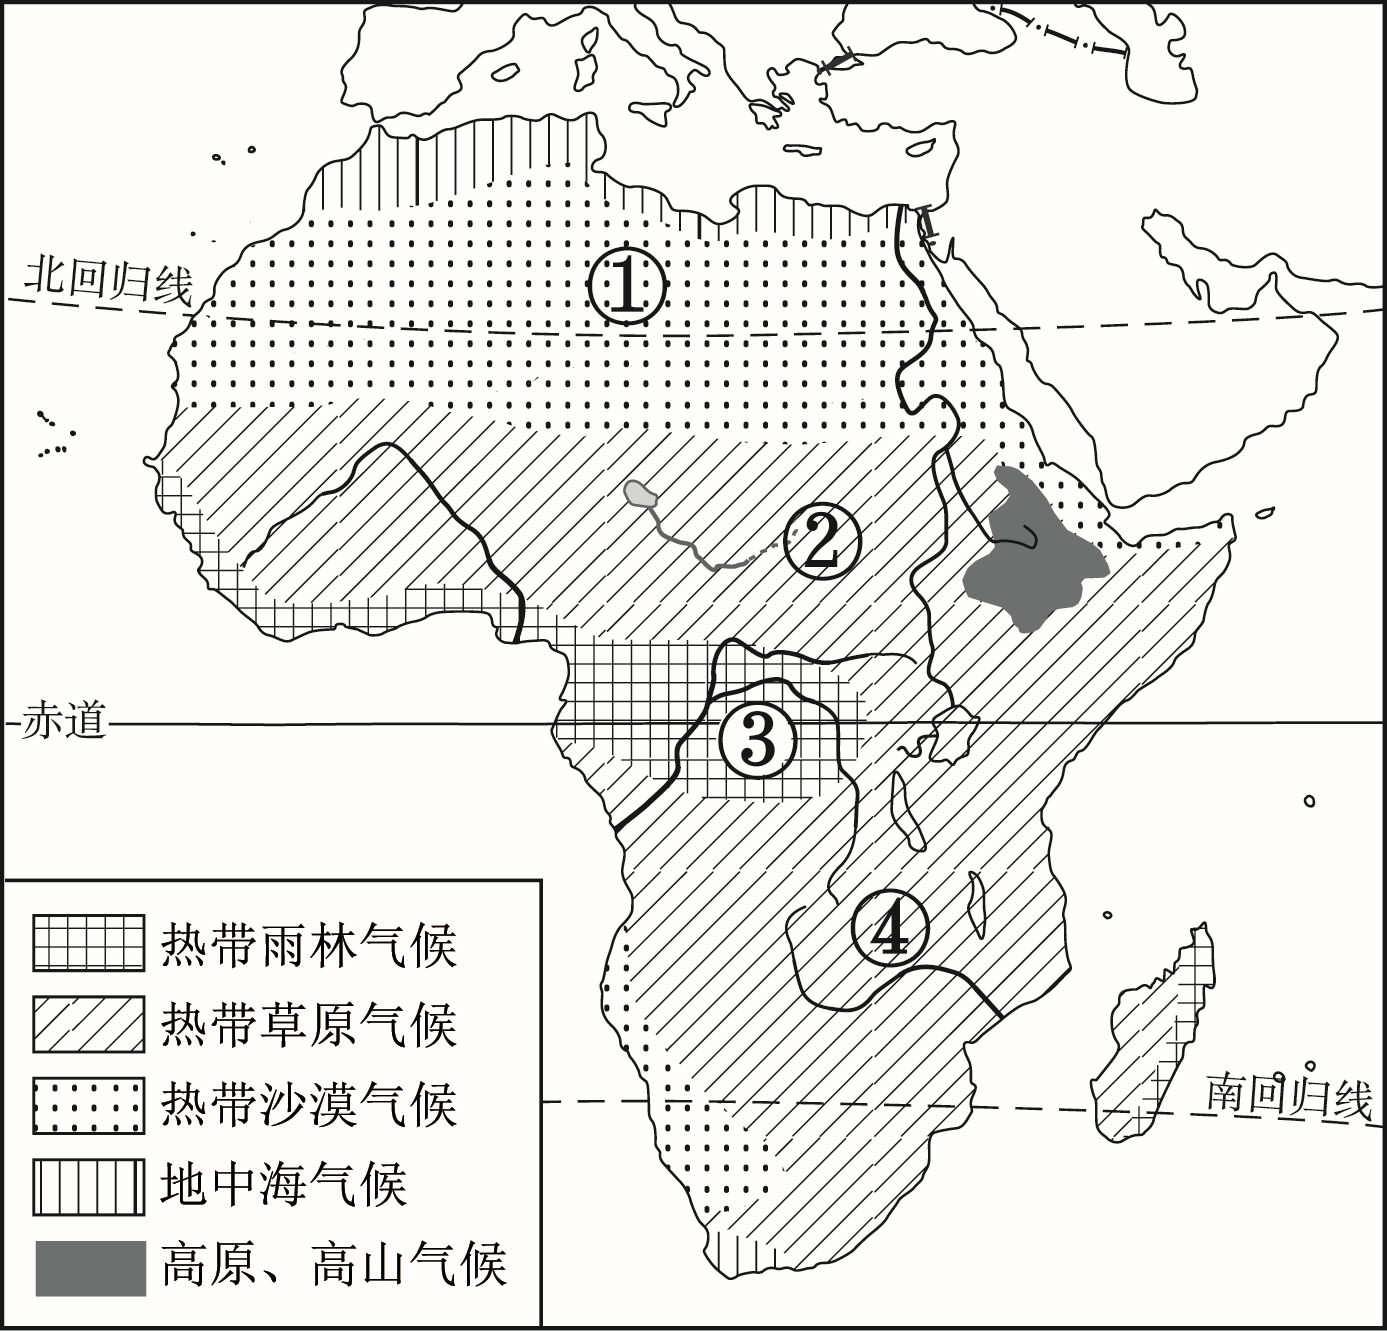 北回归线
①
②
赤道
③
④
南回归线
热带雨林气候
热带草原气候
热带沙漠气候
地中海气候
高原、高山气候